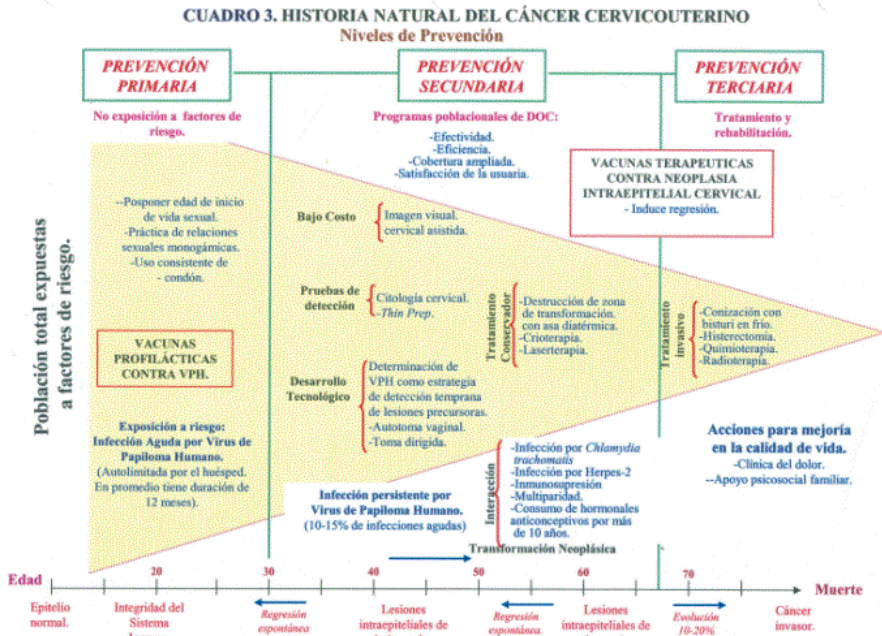 CUADRO 3. HISTORIA NATURAL DEL CÁNCER CERVICOUTERINO
Niveles de Prevención
PREVENCIÓN
PRIMARIA
PREVENCIÓN
SECUNDARIA
PREVENCIÓN
TERCIARIA
No exposición a factores de
riesgo.
Programas poblacionales de DOC:
-Efectividad.
-Eficiencia.
-Cobertura ampliada.
-Satisfacción de la usuaria.
Tratamiento y
rehabilitación.
VACUNAS TERAPEUTICAS
CONTRA NEOPLASIA
INTRAEPITELIAL CERVICAL
- Induce regresión.
Población total expuestas
a factores de riesgo.
--Posponer edad de inicio
de vida sexual.
-Práctica de relaciones
sexuales monogámicas.
-Uso consistente de
- condón.
Bajo Costo
Imagen visual.
cervical asistida.
Pruebas de
detección
Citología cervical.
-Thin Prep.
Tratamiento
Conservador
-Destrucción de zona
de transformación
con asa diatérmica.
-Crioterapia.
-Laserterapia.
Tratamiento
invasivo
-Conización con
bisturi en frío.
-Histerectomía.
-Quimioterapia.
-Radioterapia.
VACUNAS
PROFILÁCTICAS
CONTRA VPH.
Desarrollo
Tecnológico
Determinación de
VPH como estrategia
de detección temprana
de lesiones precursoras.
-Autotoma vaginal.
-Toma dirigida.
Exposición a riesgo:
Infección Aguda por Virus de
Papiloma Humano.
(Autolimitada por el huésped.
En promedio tiene duración de
12 meses).
Infección persistente por
Virus de Papiloma Humano.
(10-15% de infecciones agudas)
Interacción
-Infección por Chlamydia
trachomatis
-Infección por Herpes-2
-Inmunosupresión
-Multiparidad.
-Consumo de hormonales
anticonceptivos por más
de 10 años.
Transformación Neoplásica
Acciones para mejoría
en la calidad de vida.
-Clínica del dolor.
--Apoyo psicosocial familiar.
Edad
20
30
40
50
60
70
Muerte
Epitelio
normal.
Integridad del
Sistema
Regresión
espontánea
Lesiones
intraepiteliales de
Regresión
espontánea.
Lesiones
intraepiteliales de
Evolución
10-20%
Cáncer
invasor.